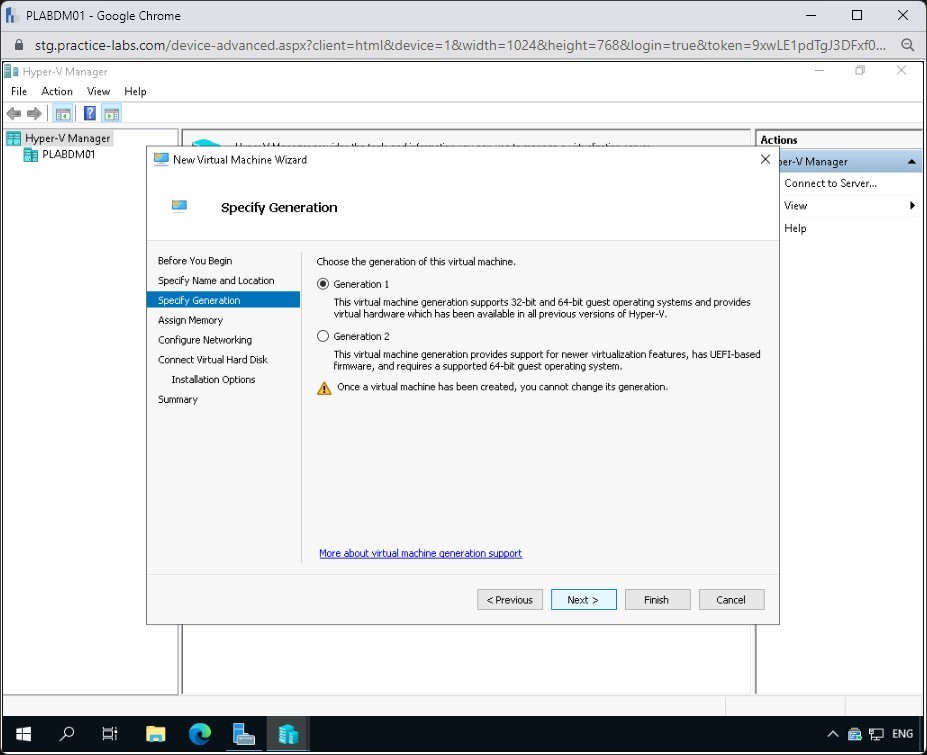 PLABDM01 - Google Chrome
stg.practice-labs.com/device-advanced.aspx?client=html&device=1&width=1024&height=768&login=true&token=9xwLE1pdTgJ3DFxf0...
Hyper-V Manager
File Action View Help
Hyper-V Manager
PLABDM01
Actions
per-V Manager
Connect to Server...
View
Help
New Virtual Machine Wizard
Specify Generation
Before You Begin
Specify Name and Location
Specify Generation
Assign Memory
Configure Networking
Connect Virtual Hard Disk
Installation Options
Summary
Choose the generation of this virtual machine.
Generation 1
This virtual machine generation supports 32-bit and 64-bit guest operating systems and provides
virtual hardware which has been available in all previous versions of Hyper-V.
Generation 2
This virtual machine generation provides support for newer virtualization features, has UEFI-based
firmware, and requires a supported 64-bit guest operating system.
Once a virtual machine has been created, you cannot change its generation.
More about virtual machine generation support
< Previous
Next >
Finish
Cancel
ENG